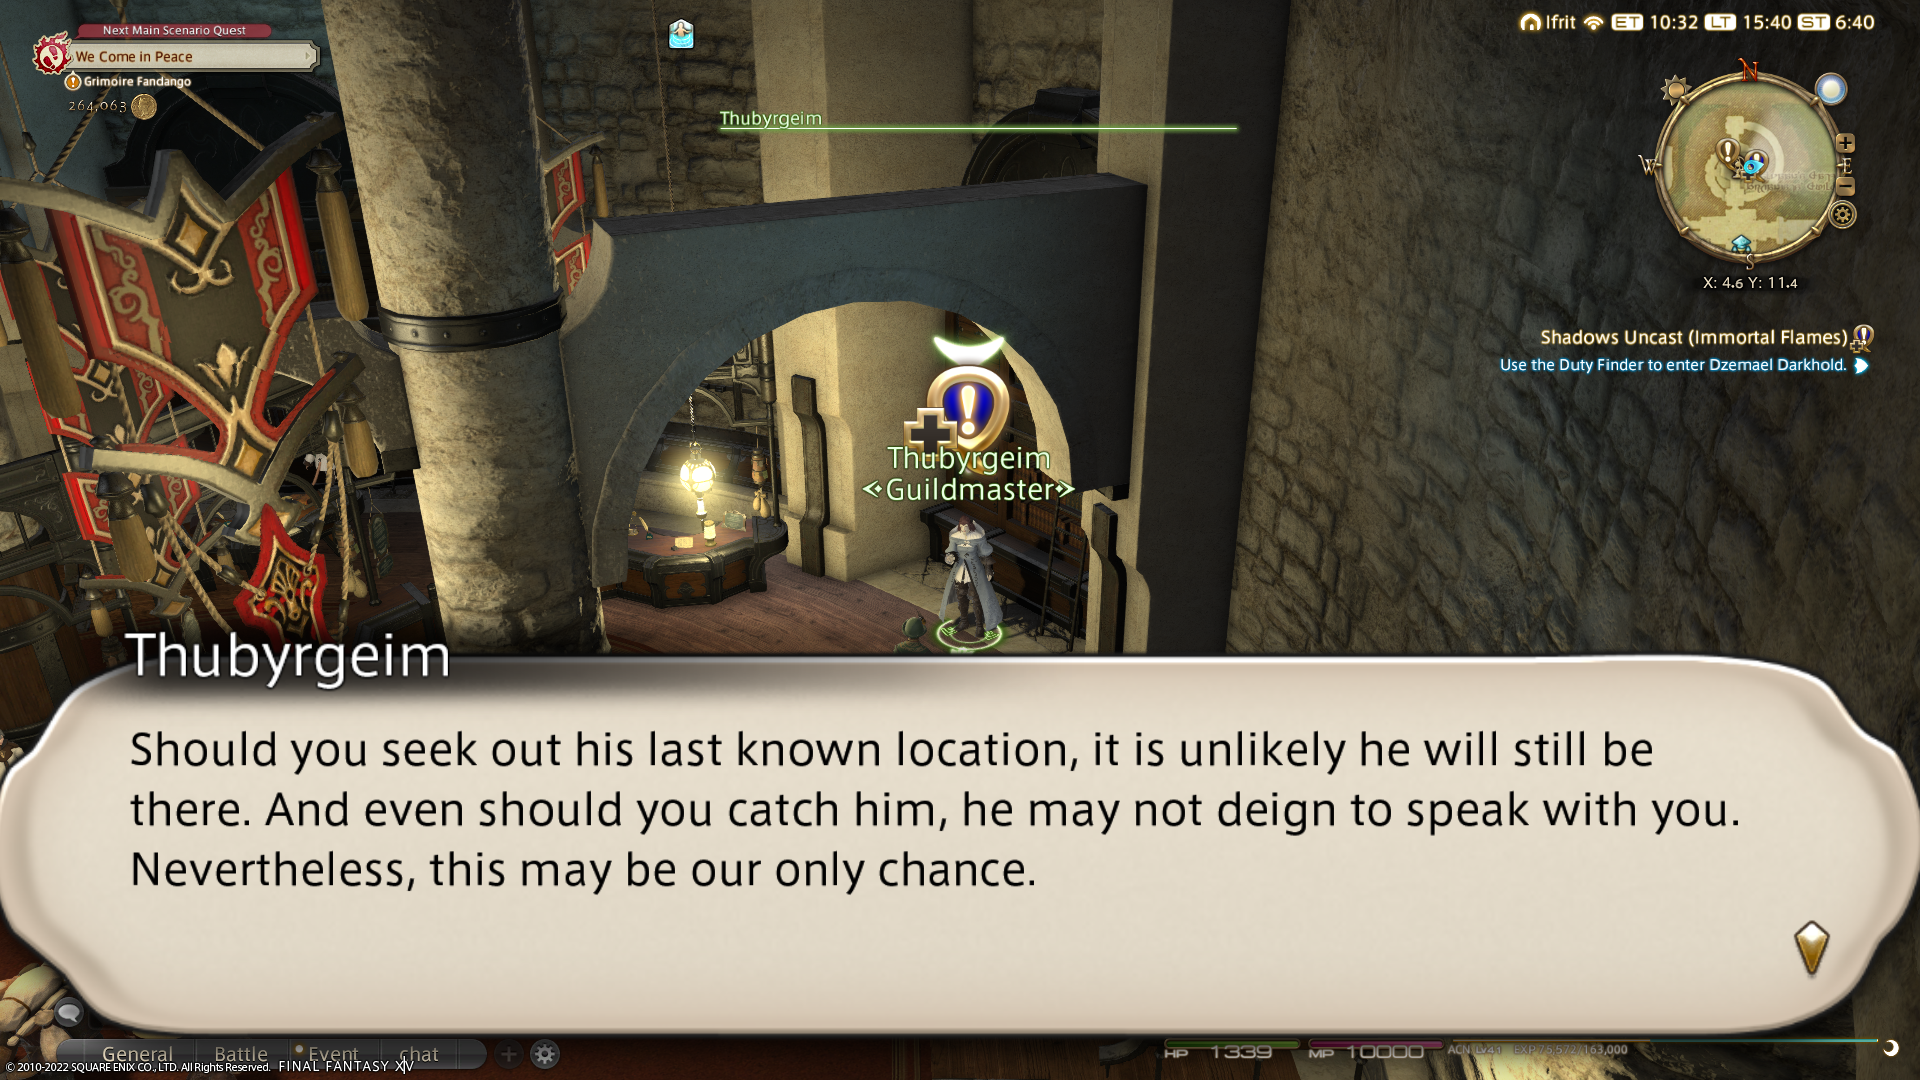 Next Main Scenario Quest
We Come in Peace
Grimoire Fandango
264,063
Ifrit ET 10:32 LT 15:40 ST 6:40
N
W
E
S
X: 4.6 Y: 11.4
Shadows Uncast (Immortal Flames)
Use the Duty Finder to enter Dzemael Darkhold.
Thubyrgeim
Thubyrgeim
Guildmaster
Thubyrgeim
Should you seek out his last known location, it is unlikely he will still be
there. And even should you catch him, he may not deign to speak with you.
Nevertheless, this may be our only chance.
General Battle Event chat
HP 1339 MP 10000 ACN Lv41 EXP 75,572/163,000
© 2010-2022 SQUARE ENIX CO., LTD. All Rights Reserved. FINAL FANTASY XIV